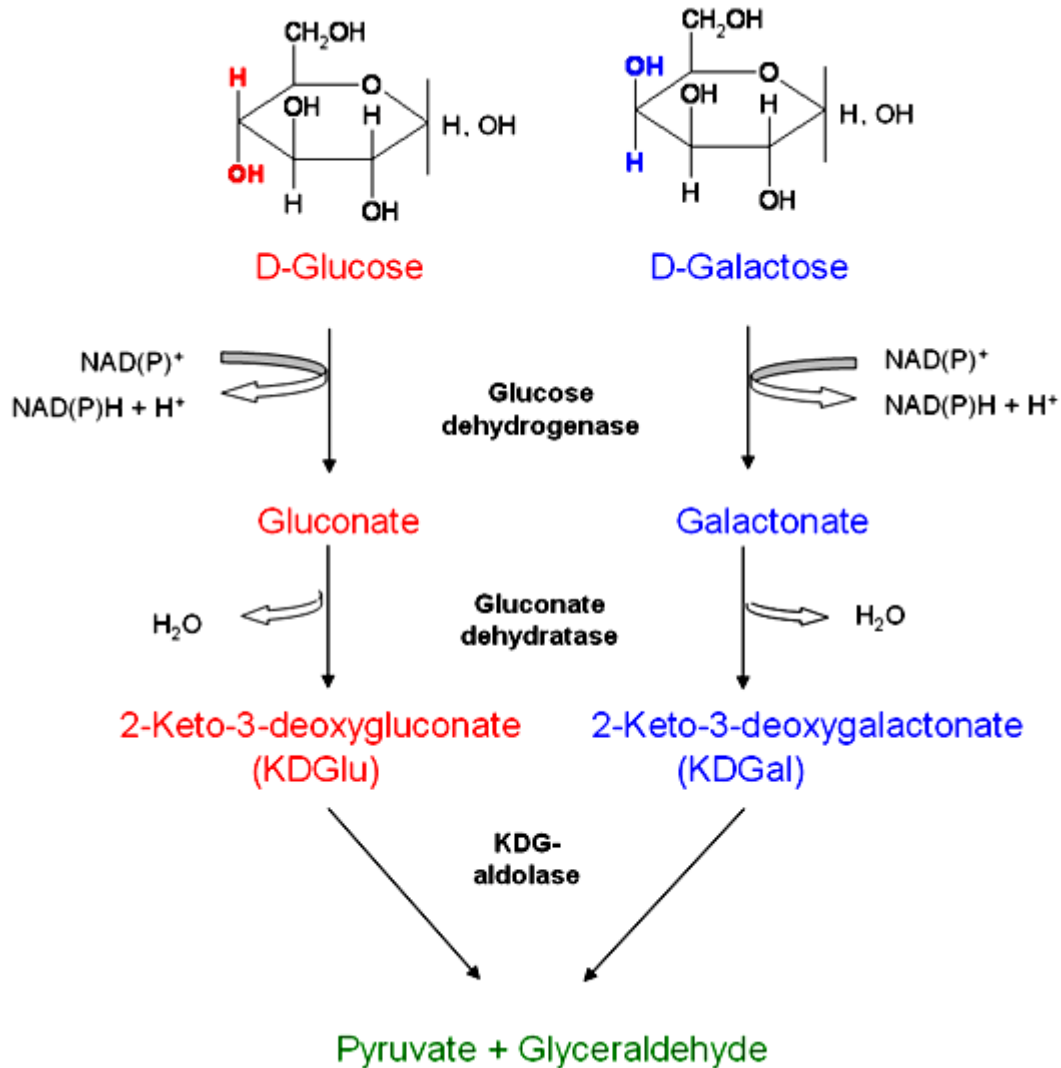 CH₂OH
H
O
OH
H
H, OH
OH
H
OH
D-Glucose
CH₂OH
OH
O
OH
H
H, OH
H
H
OH
D-Galactose
NAD(P)⁺
NAD(P)H + H⁺
Glucose
dehydrogenase
NAD(P)⁺
NAD(P)H + H⁺
Gluconate
Galactonate
H₂O
Gluconate
dehydratase
H₂O
2-Keto-3-deoxygluconate
(KDGlu)
2-Keto-3-deoxygalactonate
(KDGal)
KDG-
aldolase
Pyruvate + Glyceraldehyde